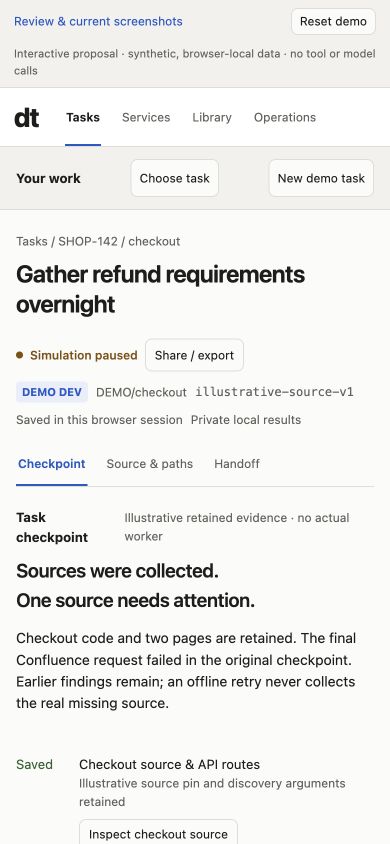 Review & current screenshots
Reset demo
Interactive proposal · synthetic, browser-local data · no tool or model
calls
dt
Tasks
Services
Library
Operations
Your work
Choose task
New demo task
Tasks / SHOP-142 / checkout
Gather refund requirements
overnight
Simulation paused
Share / export
DEMO DEV
DEMO/checkout
illustrative-source-v1
Saved in this browser session
Private local results
Checkpoint
Source & paths
Handoff
Task
checkpoint
Illustrative retained evidence · no actual
worker
Sources were collected.
One source needs attention.
Checkout code and two pages are retained. The final
Confluence request failed in the original checkpoint.
Earlier findings remain; an offline retry never collects
the real missing source.
Saved
Checkout source & API routes
Illustrative source pin and discovery arguments
retained
Inspect checkout source